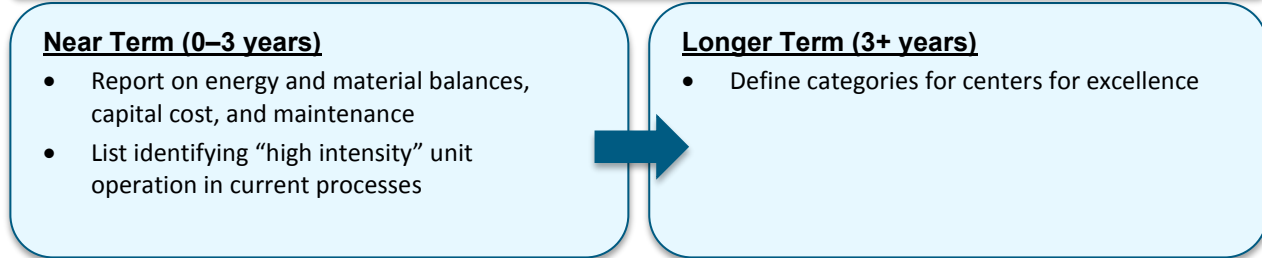 Near Term (0–3 years)
• Report on energy and material balances,
capital cost, and maintenance
• List identifying “high intensity” unit
operation in current processes
Longer Term (3+ years)
• Define categories for centers for excellence